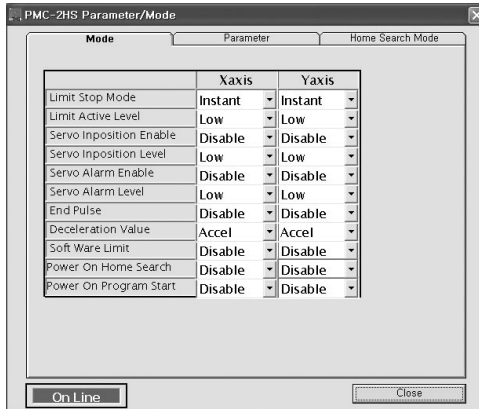 PMC-2HS Parameter/Mode
Mode Parameter Home Search Mode
Xaxis Yaxis
Limit Stop Mode Instant Instant
Limit Active Level Low Low
Servo Inposition Enable Disable Disable
Servo Inposition Level Low Low
Servo Alarm Enable Disable Disable
Servo Alarm Level Low Low
End Pulse Disable Disable
Deceleration Value Accel Accel
Soft Ware Limit Disable Disable
Power On Home Search Disable Disable
Power On Program Start Disable Disable
On Line Close